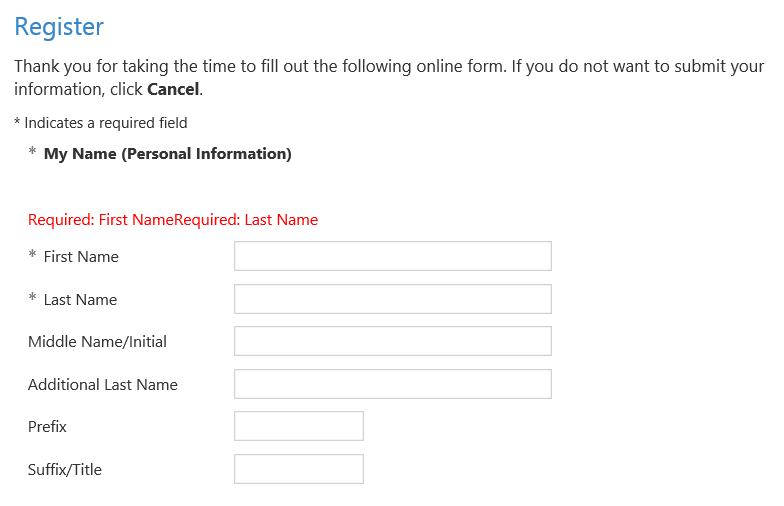 Register
Thank you for taking the time to fill out the following online form. If you do not want to submit your
information, click Cancel.
* Indicates a required field
* My Name (Personal Information)
Required: First NameRequired: Last Name
* First Name
* Last Name
Middle Name/Initial
Additional Last Name
Prefix
Suffix/Title